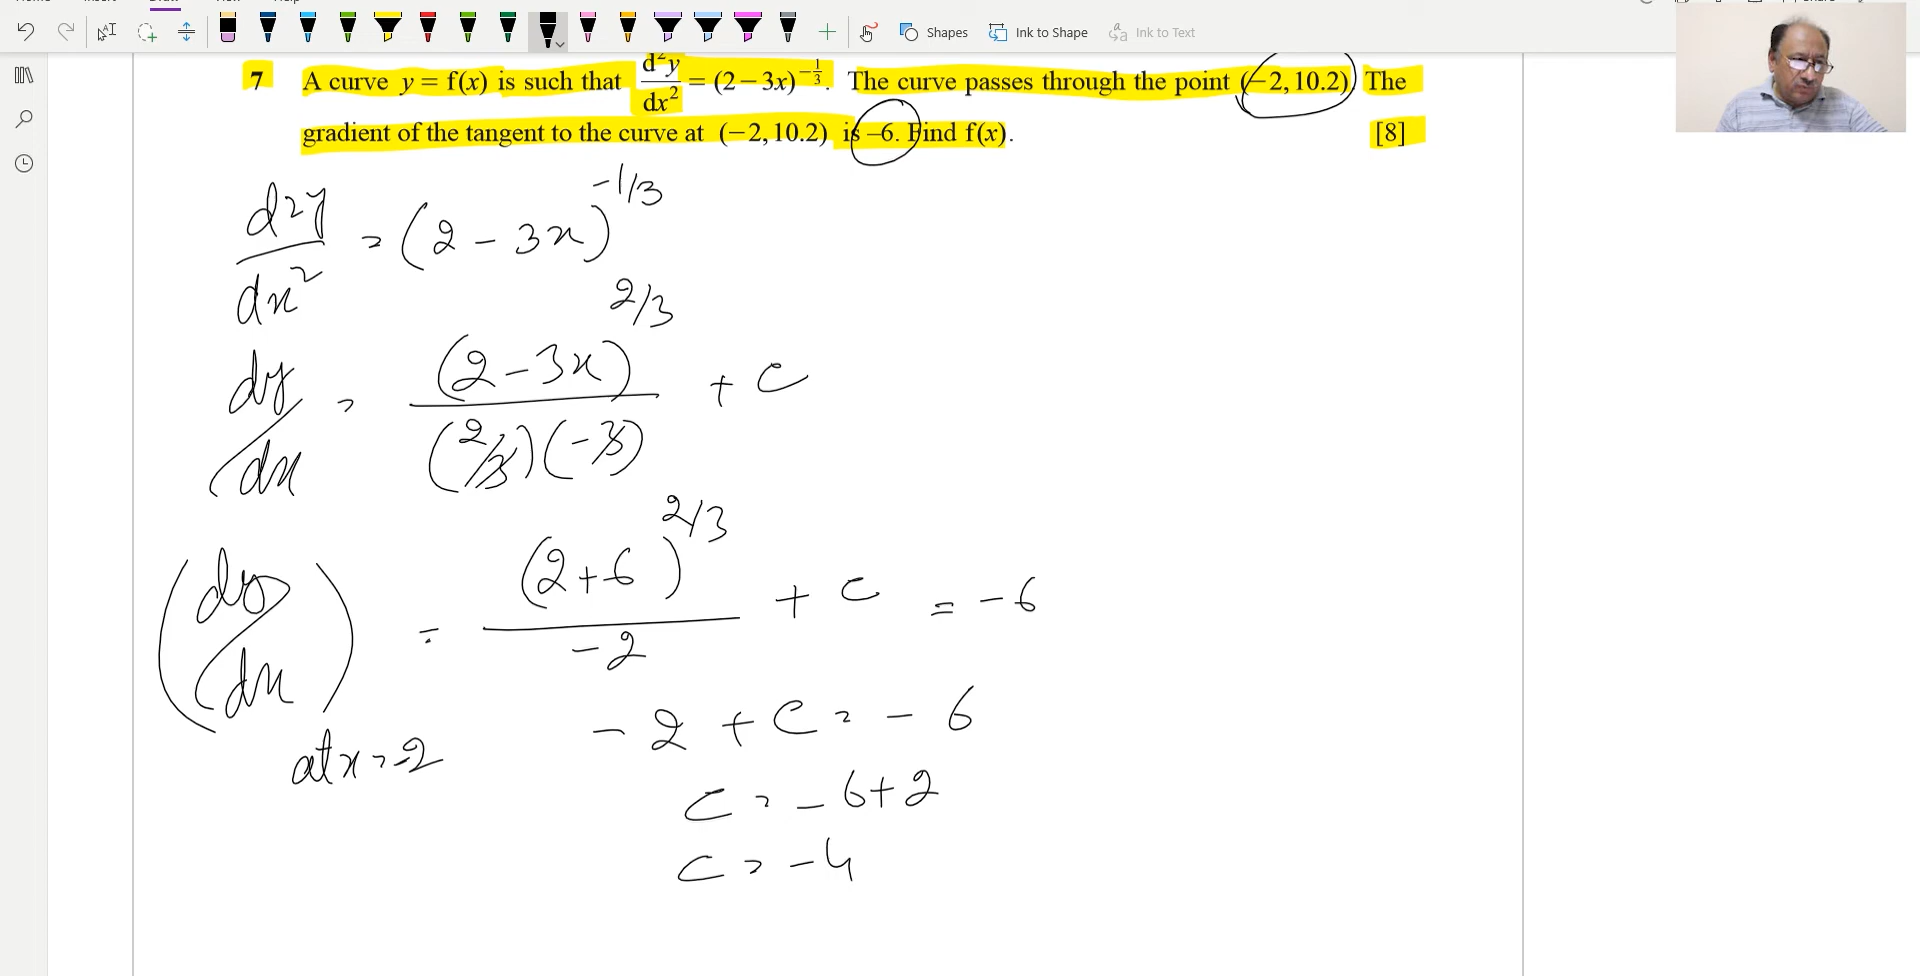 Shapes Ink to Shape Ink to Text
7 A curve y = f(x) is such that d²y/dx² = (2 − 3x)^(−1/3). The curve passes through the point (−2, 10.2). The
gradient of the tangent to the curve at (−2, 10.2) is −6. Find f(x). [8]
d2y/dx² = (2 − 3x)^(−1/3)
dy/dx = (2 − 3x)^(2/3) / (2/3)(−3) + c
(dy/dx) at x = −2 = (2 + 6)^(2/3) / −2 + c = −6
− 2 + c = − 6
c = − 6 + 2
c = − 4